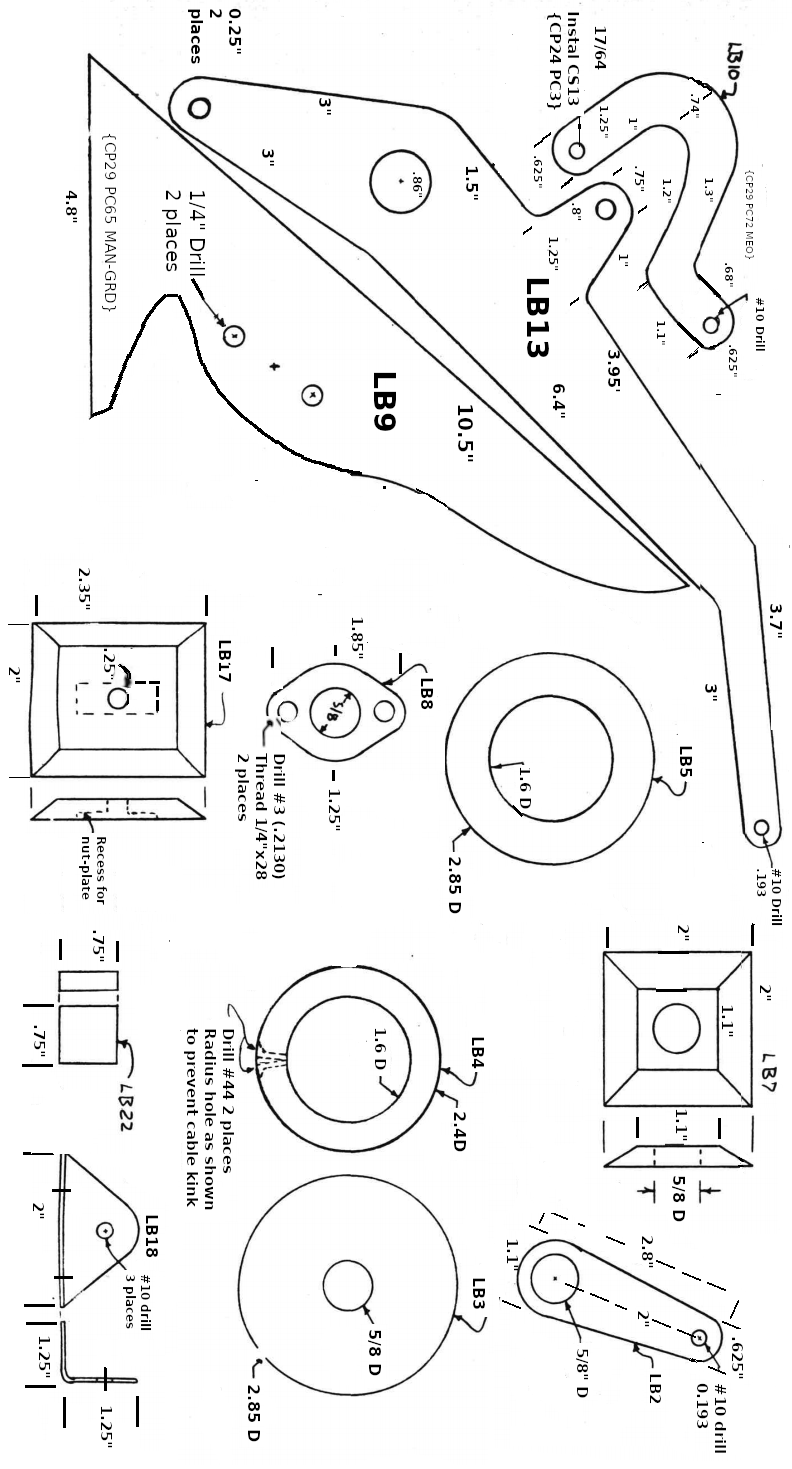 LB10
17/64
Instal CS13
{CP24 PC3}
0.25"
2
places
.74"
1.25"
1"
.625"
.75"
1.2"
1.3"
{CP29 PC72 MEO}
.68"
#10 Drill
.625"
1.1"
.8"
1.25"
1"
3"
3"
.86"
1.5"
LB13
3.95'
6.4"
3.7"
3"
#10 Drill
.193
{CP29 PC65 MAN-GRD}
4.8"
1/4" Drill
2 places
LB9
10.5"
LB17
2.35"
2"
.25"
Recess for
nut-plate
LB8
1.85"
5/8
1.25"
Drill #3 (.2130)
Thread 1/4"x28
2 places
LB5
1.6 D
2.85 D
LB7
2"
2"
1.1"
1.1"
5/8 D
LB4
1.6 D
2.4D
Drill #44 2 places
Radius hole as shown
to prevent cable kink
.75"
.75"
LB22
LB18
2"
#10 drill
3 places
1.25"
1.25"
LB3
5/8 D
2.85 D
2.8"
1.1"
2"
.625"
#10 drill
0.193
5/8" D
LB2